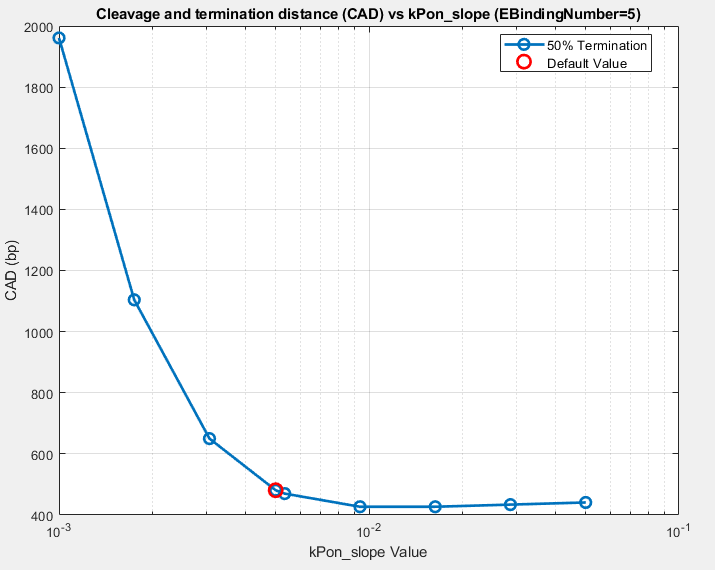 Cleavage and termination distance (CAD) vs kPon_slope (EBindingNumber=5)
50% Termination
Default Value
2000
1800
1600
1400
1200
1000
800
600
400
CAD (bp)
10^-3
10^-2
10^-1
kPon_slope Value